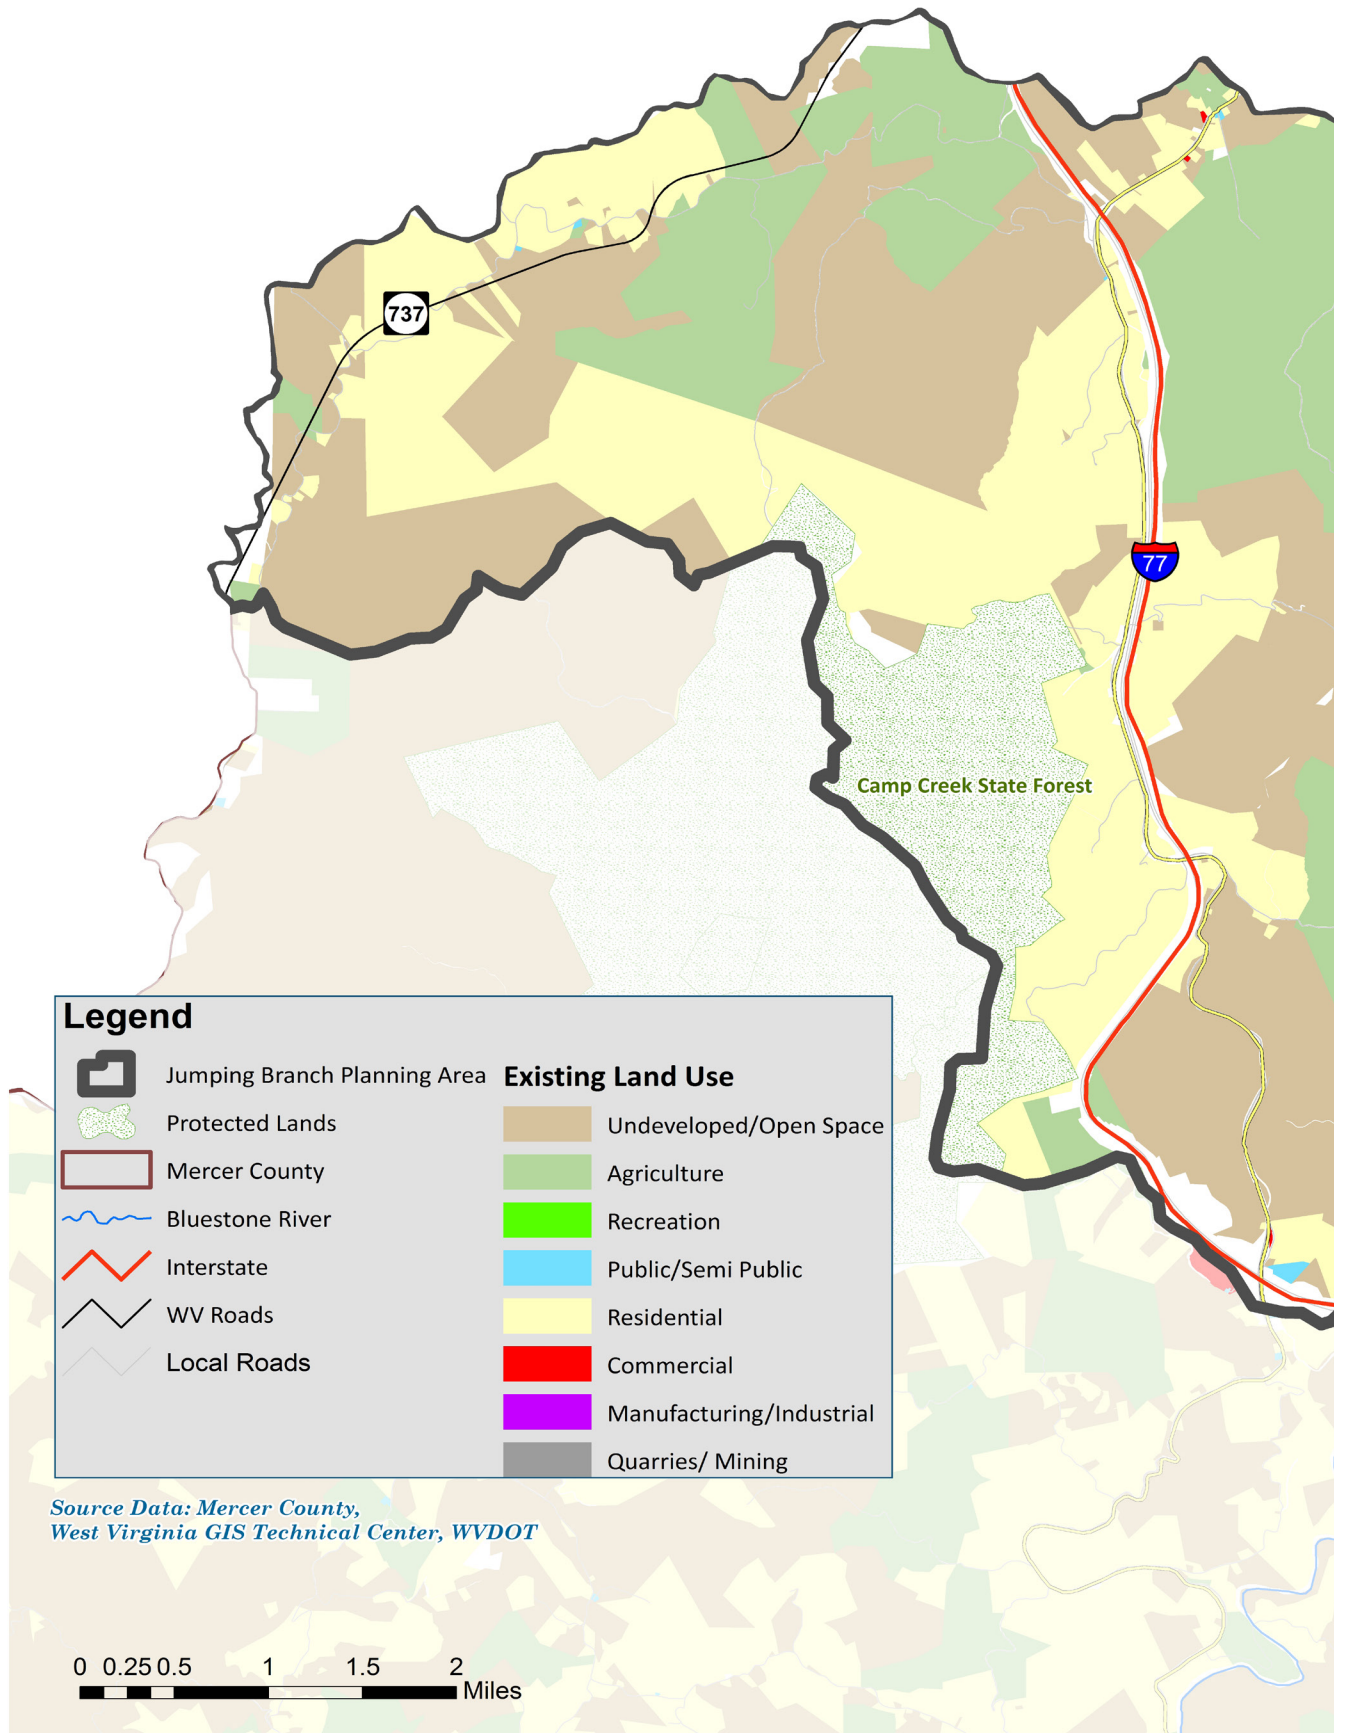 737
77
Camp Creek State Forest
Legend
Jumping Branch Planning Area
Protected Lands
Mercer County
Bluestone River
Interstate
WV Roads
Local Roads
Existing Land Use
Undeveloped/Open Space
Agriculture
Recreation
Public/Semi Public
Residential
Commercial
Manufacturing/Industrial
Quarries/ Mining
Source Data: Mercer County,
West Virginia GIS Technical Center, WVDOT
0 0.25 0.5 1 1.5 2
Miles